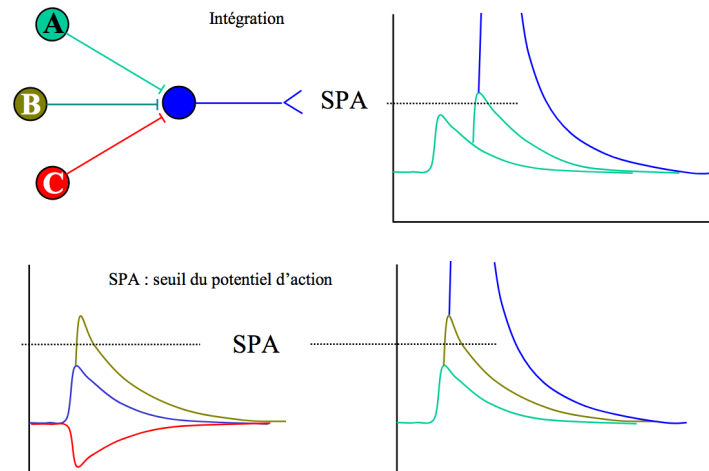 A
Intégration
B
SPA
C
SPA : seuil du potentiel d’action
SPA